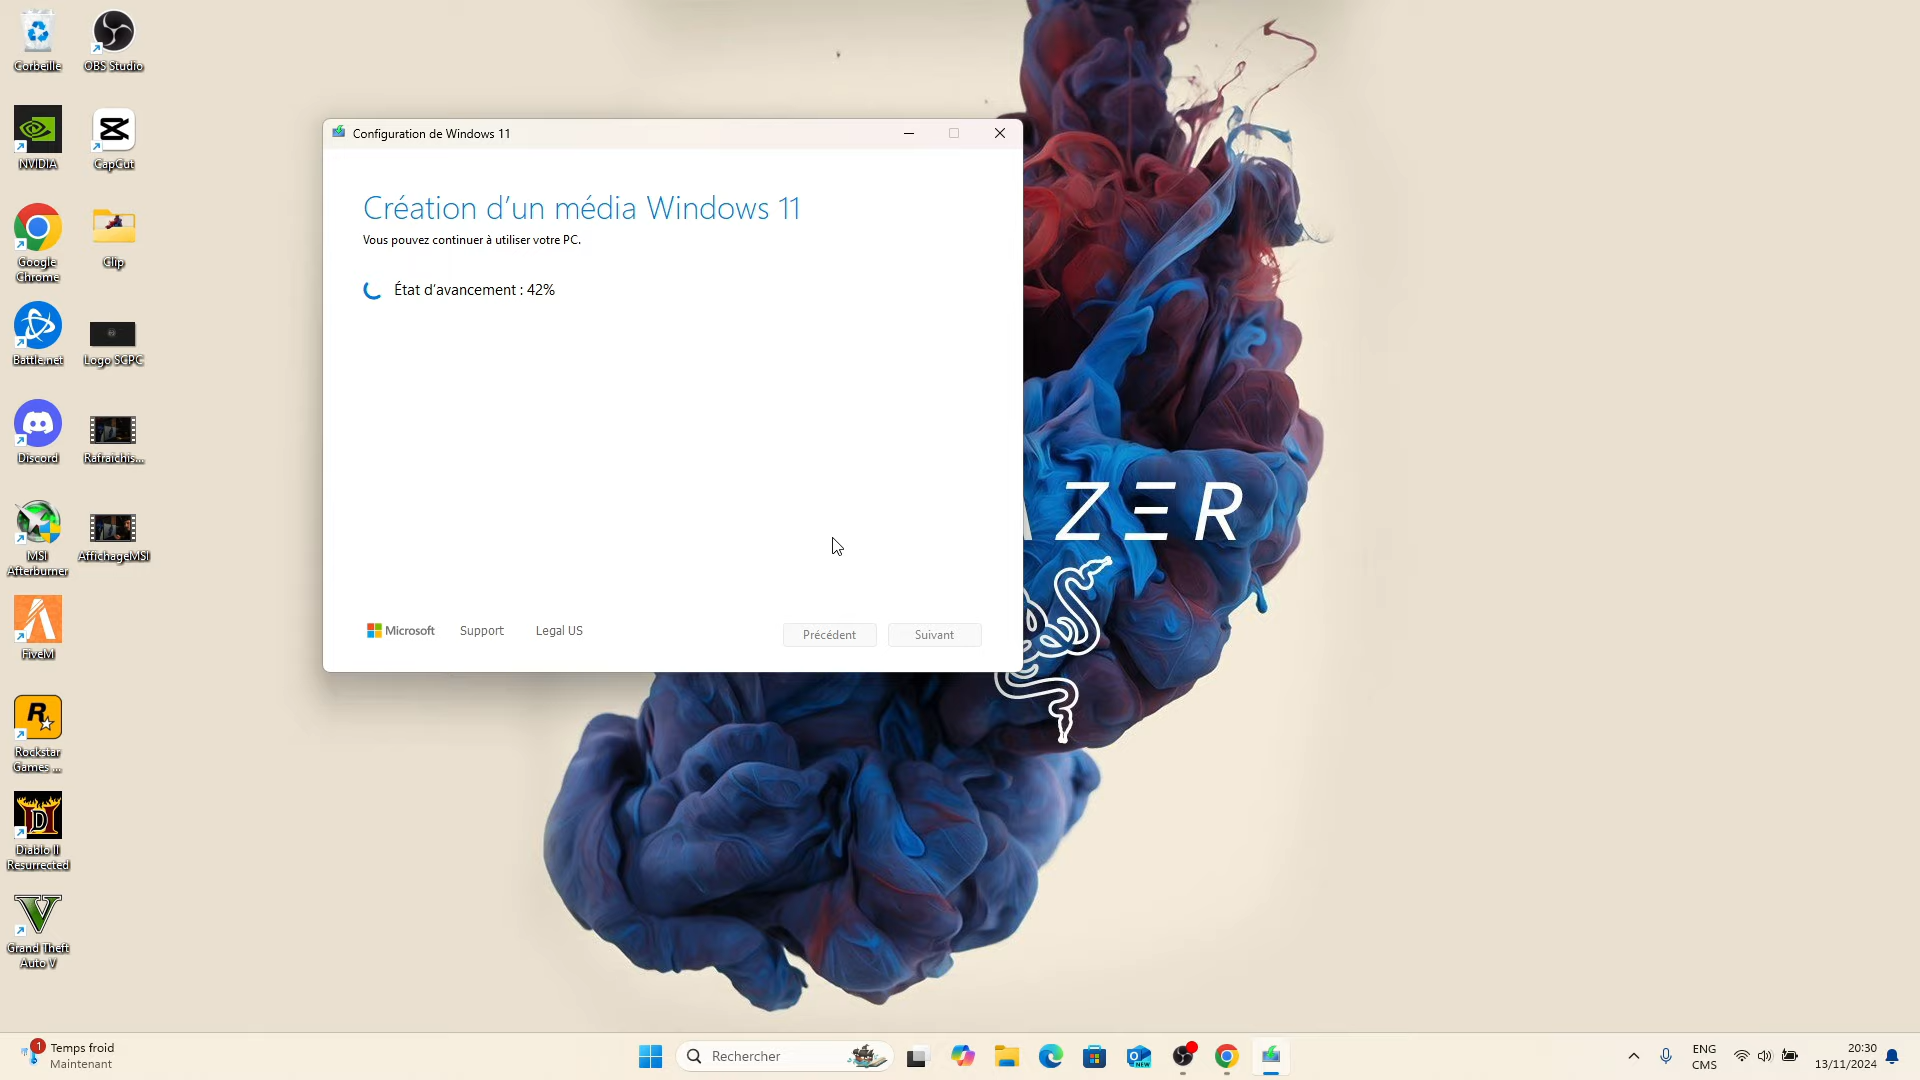 Corbeille
OBS Studio
NVIDIA
CapCut
Google
Chrome
Clip
Battle.net
Logo SCPC
Discord
Rafraichis...
MSI
Afterburner
AffichageMSI
FiveM
Rockstar
Games ...
Diablo II
Resurrected
Grand Theft
Auto V
Configuration de Windows 11
Création d’un média Windows 11
Vous pouvez continuer à utiliser votre PC.
État d’avancement : 42%
Microsoft
Support
Legal US
Précédent
Suivant
ZER
1
Temps froid
Maintenant
Rechercher
NEW
ENG
CMS
20:30
13/11/2024